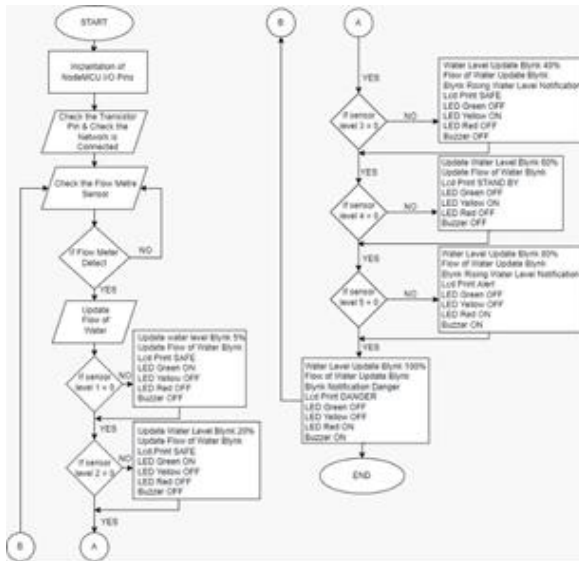 START
Inizlantation of
NodeMCU I/O Pins
Check the Transistor
Pin & Check the
Network is
Connected
Check the Flow Metre
Sensor
If Flow Meter
Detect
NO
YES
Update
Flow of
Water
If sensor
level 1 = 0
NO
Update water level Blynk 5%
Update Flow of Water Blynk
Lcd Print SAFE
LED Green ON
LED Yellow OFF
LED Red OFF
Buzzer OFF
YES
If sensor
level 2 = 0
NO
Update Water Level Blynk 20%
Update Flow of Water Blynk
Lcd Print SAFE
LED Green ON
LED Yellow OFF
LED Red OFF
Buzzer OFF
YES
B
A
B
A
YES
If sensor
level 3 = 0
NO
Water Level Update Blynk 40%
Flow of Water Update Blynk
Blynk Rising Water Level Notification
Lcd Print SAFE
LED Green OFF
LED Yellow ON
LED Red OFF
Buzzer OFF
YES
If sensor
level 4 = 0
NO
Update Water Level Blynk 60%
Update Flow of Water Blynk
Lcd Print STAND BY
LED Green OFF
LED Yellow ON
LED Red OFF
Buzzer OFF
YES
If sensor
level 5 = 0
NO
Water Level Update Blynk 80%
Flow of Water Update Blynk
Blynk Rising Water Level Notification
Lcd Print Alert
LED Green OFF
LED Yellow OFF
LED Red ON
Buzzer ON
YES
Water Level Update Blynk 100%
Flow of Water Update Blynk
Blynk Notification Danger
Lcd Print DANGER
LED Green OFF
LED Yellow OFF
LED Red ON
Buzzer ON
END